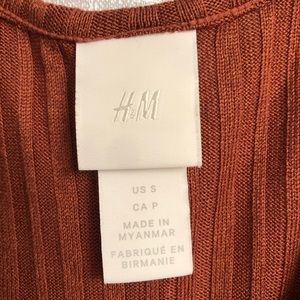 H&M
US S
CA P
MADE IN
MYANMAR
FABRIQUÉ EN
BIRMANIE